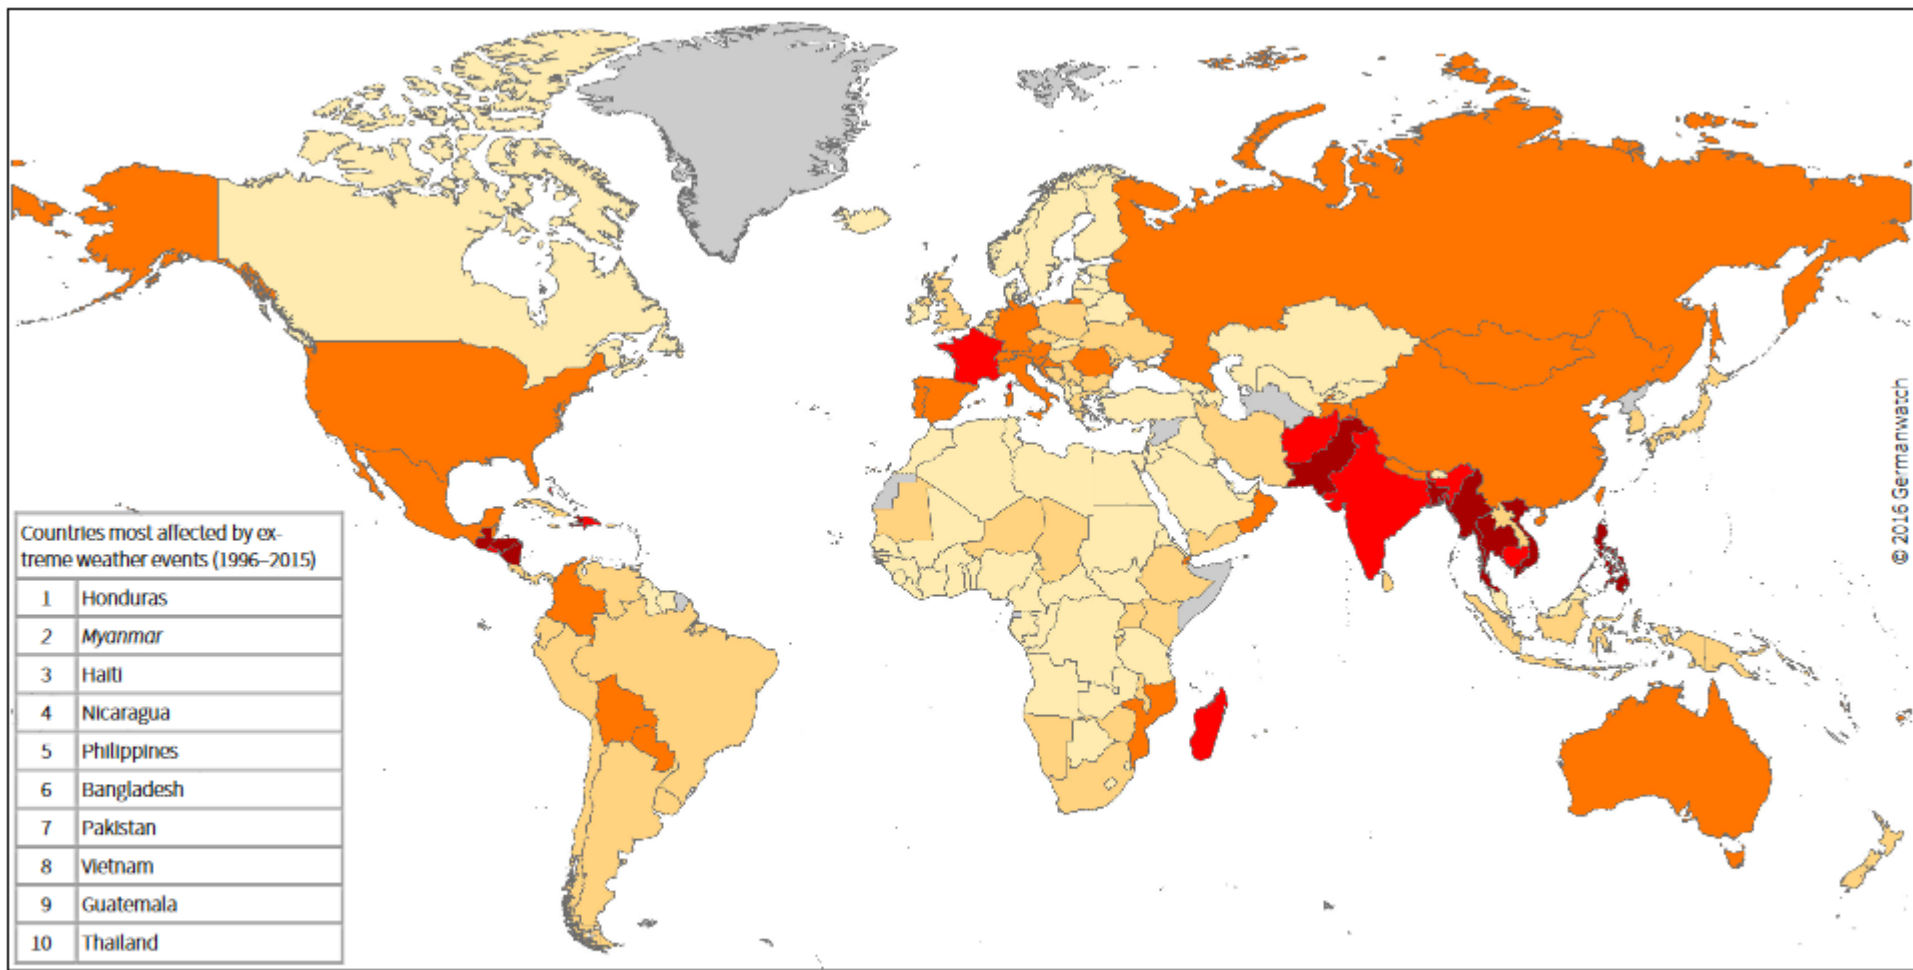 Countries most affected by ex-
treme weather events (1996–2015)
1 Honduras
2 Myanmar
3 Haiti
4 Nicaragua
5 Philippines
6 Bangladesh
7 Pakistan
8 Vietnam
9 Guatemala
10 Thailand
© 2016 Germanwatch